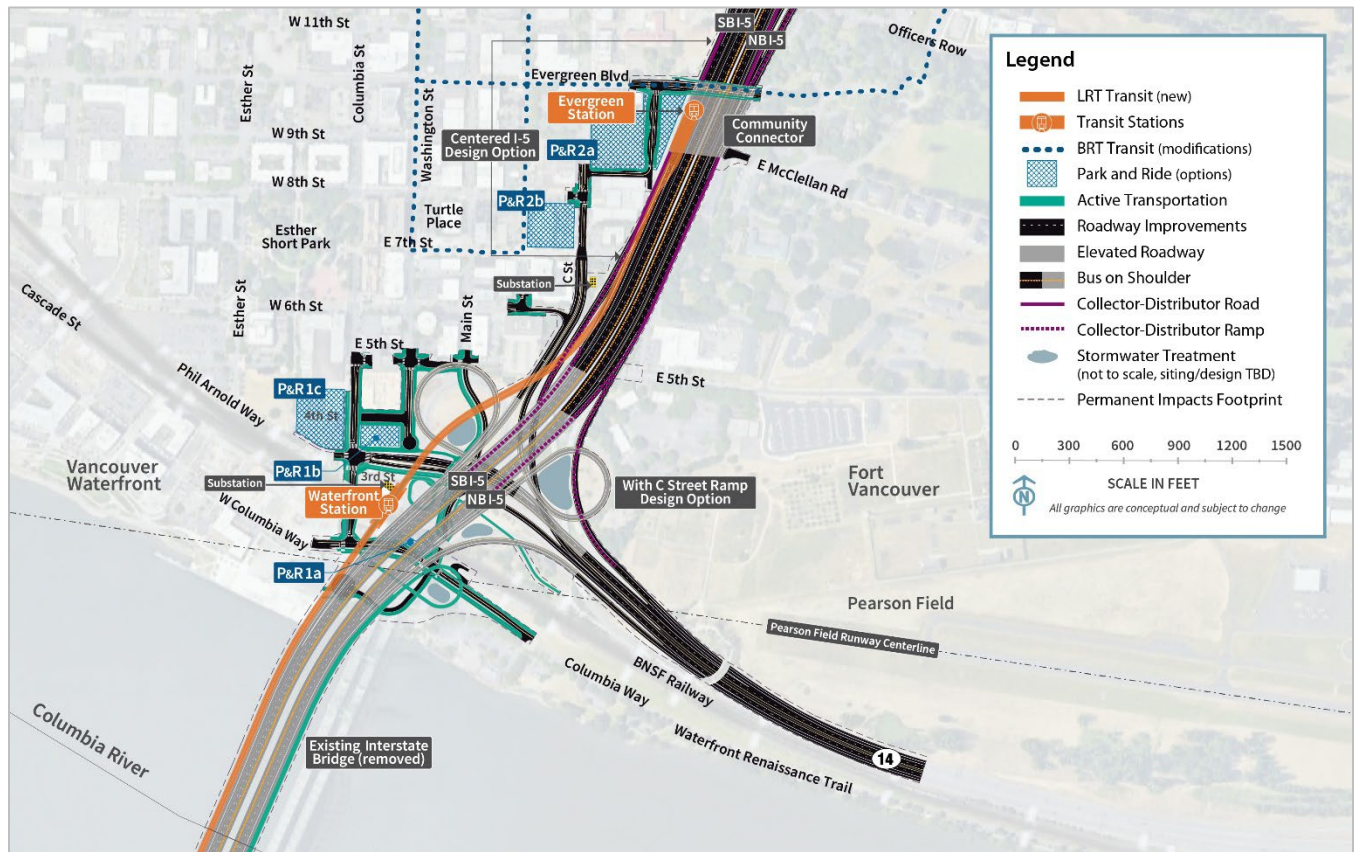 W 11th St
Esther St
Columbia St
Washington St
SB I-5
NB I-5
Officers Row
Evergreen Blvd
Evergreen
Station
W 9th St
Centered I-5
Design Option
P&R 2a
Community
Connector
E McClellan Rd
W 8th St
P&R 2b
Turtle
Place
Esther
Short Park
E 7th St
C St
Substation
Cascade St
Esther St
W 6th St
Main St
E 5th St
E 5th St
Phil Arnold Way
P&R 1c
4th St
Vancouver
Waterfront
P&R 1b
3rd St
Substation
SB I-5
NB I-5
With C Street Ramp
Design Option
Fort
Vancouver
Waterfront
Station
W Columbia Way
P&R 1a
Pearson Field
Pearson Field Runway Centerline
BNSF Railway
Columbia Way
Waterfront Renaissance Trail
14
Columbia River
Existing Interstate
Bridge (removed)
Legend
LRT Transit (new)
Transit Stations
BRT Transit (modifications)
Park and Ride (options)
Active Transportation
Roadway Improvements
Elevated Roadway
Bus on Shoulder
Collector-Distributor Road
Collector-Distributor Ramp
Stormwater Treatment
(not to scale, siting/design TBD)
Permanent Impacts Footprint
0 300 600 900 1200 1500
SCALE IN FEET
N
All graphics are conceptual and subject to change